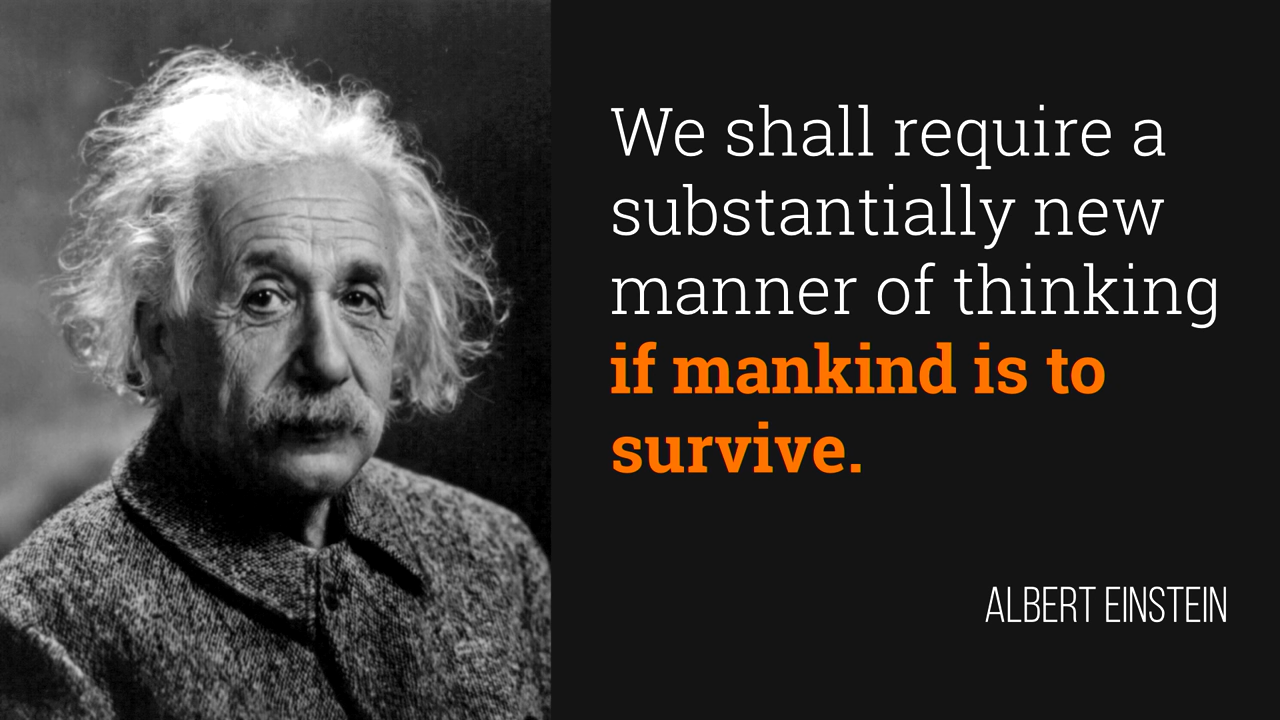 We shall require a
substantially new
manner of thinking
if mankind is to
survive.
ALBERT EINSTEIN